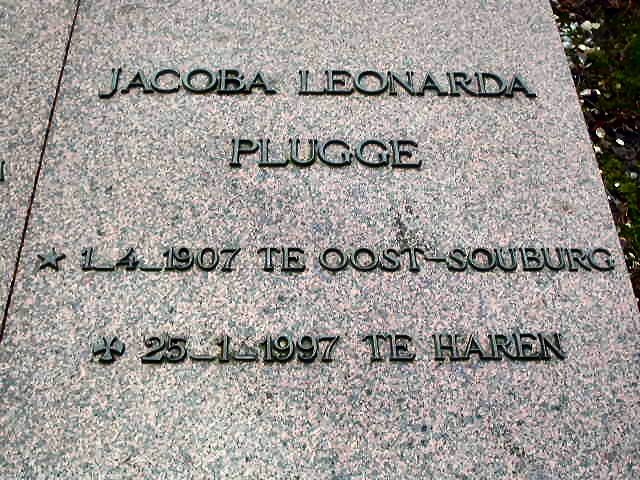 JACOBA LEONARDA
PLUGGE
★ 1_4_1907 TE OOST-SOUBURG
✠ 25_1_1997 TE HAREN